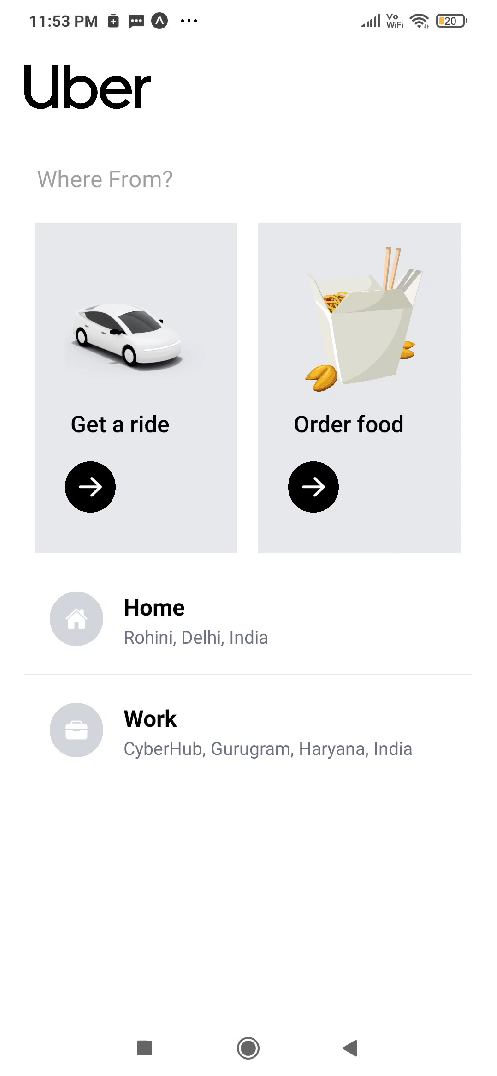 11:53 PM
Vo
WiFi
20
Uber
Where From?
Get a ride
Order food
Home
Rohini, Delhi, India
Work
CyberHub, Gurugram, Haryana, India